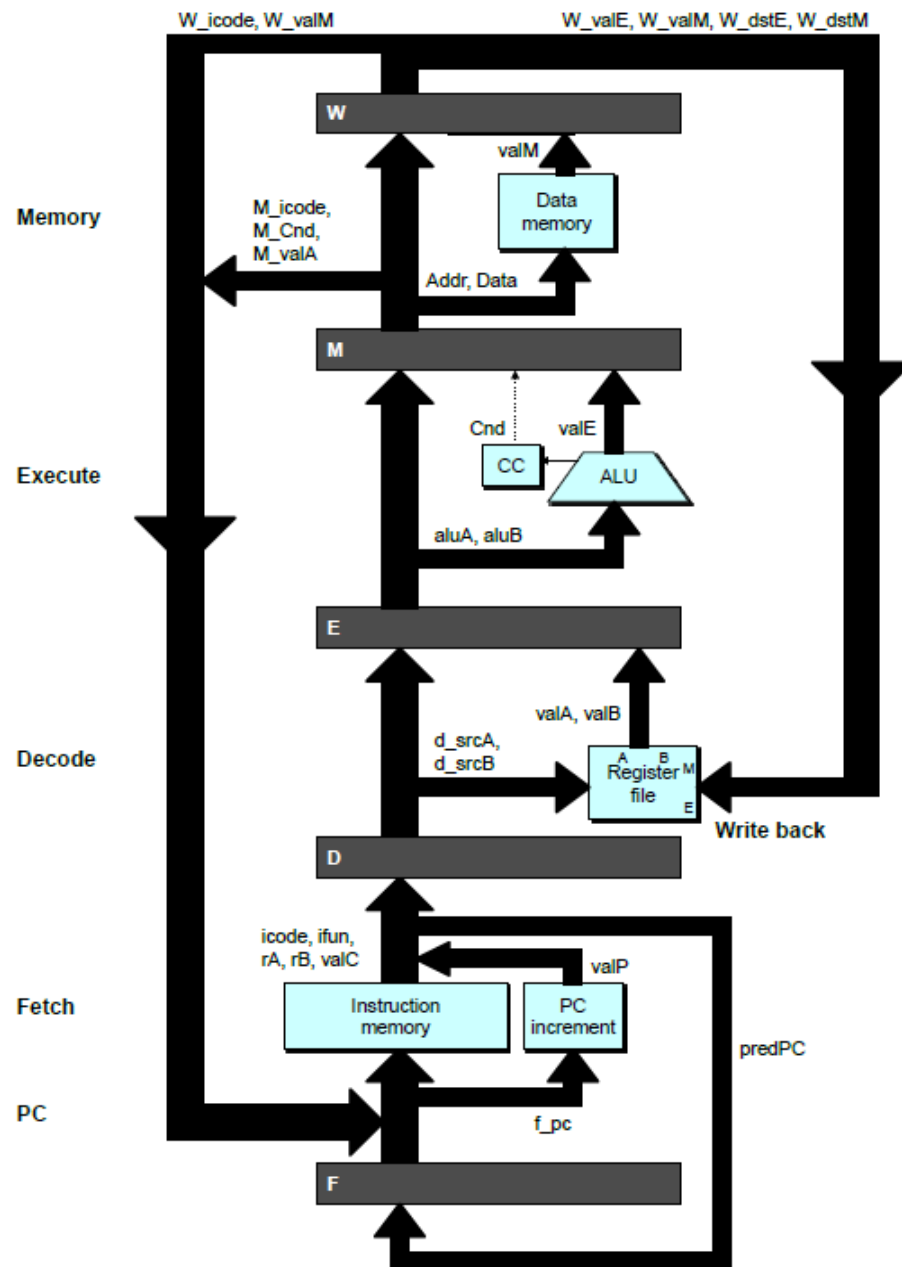 W_icode, W_valM
W_valE, W_valM, W_dstE, W_dstM
W
valM
Memory
Data
memory
M_icode,
M_Cnd,
M_valA
Addr, Data
M
Cnd
valE
Execute
CC
ALU
aluA, aluB
E
valA, valB
Decode
d_srcA,
d_srcB
A B
Register
file
M
E
Write back
D
icode, ifun,
rA, rB, valC
valP
Fetch
Instruction
memory
PC
increment
predPC
PC
f_pc
F